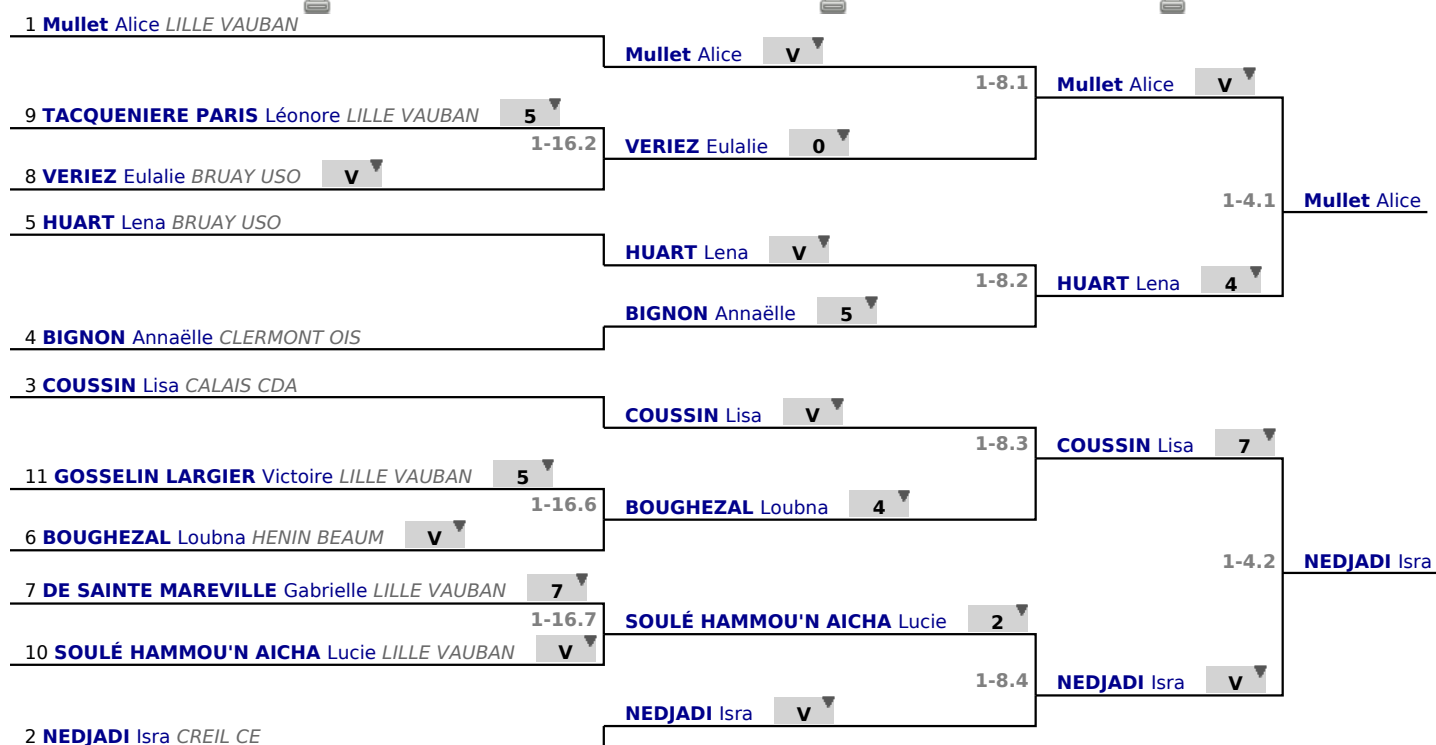 1 Mullet Alice LILLE VAUBAN
Mullet Alice V
1-8.1
Mullet Alice V
9 TACQUENIERE PARIS Léonore LILLE VAUBAN 5
1-16.2
VERIEZ Eulalie 0
8 VERIEZ Eulalie BRUAY USO V
1-4.1
Mullet Alice
5 HUART Lena BRUAY USO
HUART Lena V
1-8.2
HUART Lena 4
BIGNON Annaëlle 5
4 BIGNON Annaëlle CLERMONT OIS
3 COUSSIN Lisa CALAIS CDA
COUSSIN Lisa V
1-8.3
COUSSIN Lisa 7
11 GOSSELIN LARGIER Victoire LILLE VAUBAN 5
1-16.6
BOUGHEZAL Loubna 4
6 BOUGHEZAL Loubna HENIN BEAUM V
1-4.2
NEDJADI Isra
7 DE SAINTE MAREVILLE Gabrielle LILLE VAUBAN 7
1-16.7
SOULÉ HAMMOU'N AICHA Lucie 2
10 SOULÉ HAMMOU'N AICHA Lucie LILLE VAUBAN V
1-8.4
NEDJADI Isra V
NEDJADI Isra V
2 NEDJADI Isra CREIL CE